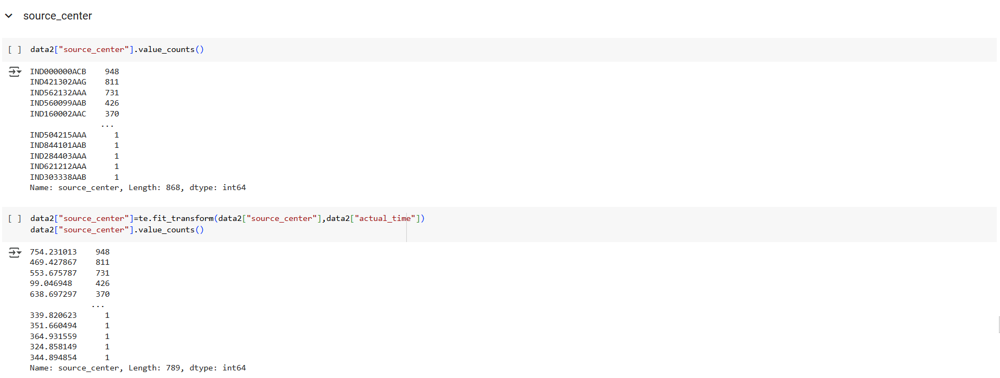 source_center
[ ] data2["source_center"].value_counts()
IND000000ACB 948
IND421302AAG 811
IND562132AAA 731
IND560099AAB 426
IND160002AAC 370
...
IND504215AAA 1
IND844101AAB 1
IND284403AAA 1
IND621212AAA 1
IND303338AAB 1
Name: source_center, Length: 868, dtype: int64
[ ] data2["source_center"]=te.fit_transform(data2["source_center"],data2["actual_time"])
data2["source_center"].value_counts()
754.231013 948
469.427867 811
553.675787 731
99.046948 426
638.697297 370
...
339.820623 1
351.660494 1
364.931559 1
324.858149 1
344.894854 1
Name: source_center, Length: 789, dtype: int64